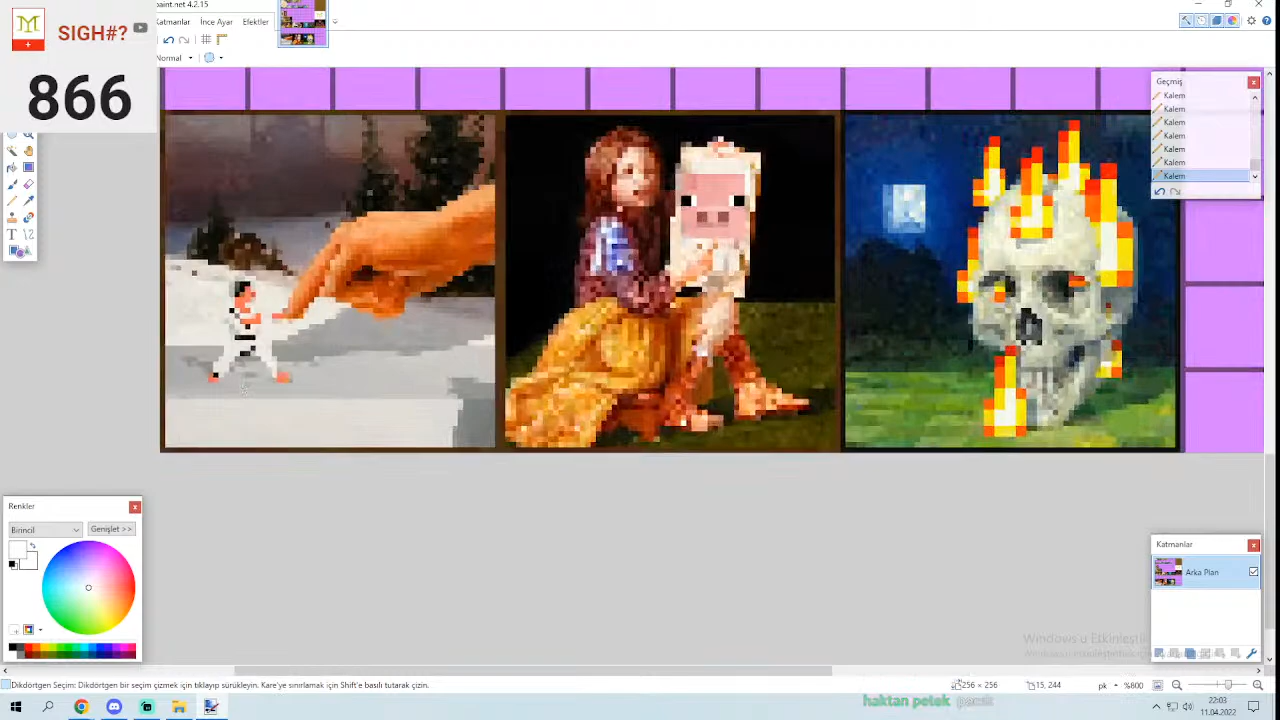 paint.net 4.2.15
SIGH#?
866
Katmanlar
İnce Ayar
Efektler
Normal
Geçmiş
Kalem
Kalem
Kalem
Kalem
Kalem
Kalem
Kalem
Renkler
Birincil
Genişlet >>
Katmanlar
Arka Plan
Windows'u Etkinleştir
Dikdörtgen Seçim: Dikdörtgen bir seçim çizmek için tıklayıp sürükleyin. Kare'ye sınırlamak için Shift'e basılı tutarak çizin.
256 × 256
15, 244
pk
%800
haktan petek pacik
22:03
11.04.2022